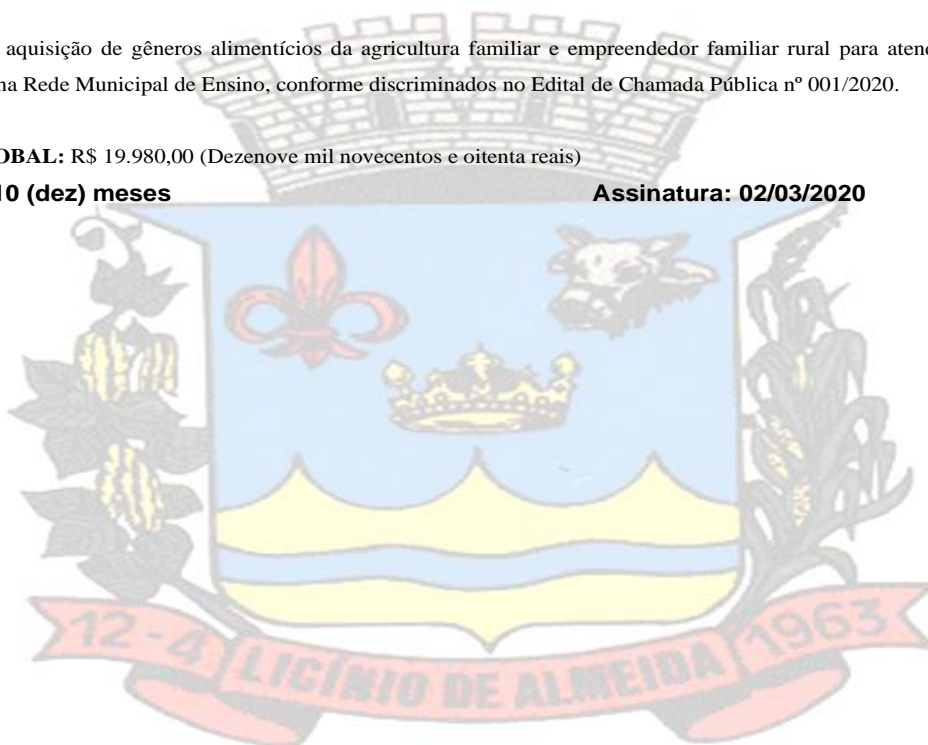 aquisição de gêneros alimentícios da agricultura familiar e empreendedor familiar rural para atend
na Rede Municipal de Ensino, conforme discriminados no Edital de Chamada Pública nº 001/2020.
OBAL: R$ 19.980,00 (Dezenove mil novecentos e oitenta reais)
10 (dez) meses Assinatura: 02/03/2020
12-4 LICÍNIO DE ALMEIDA 1963